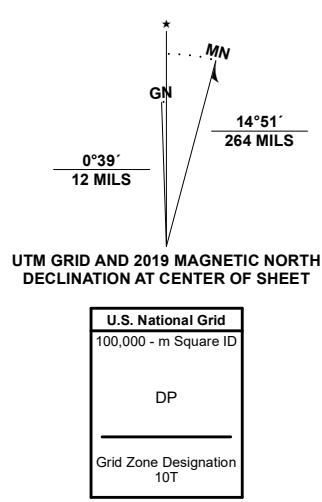 ★
MN
GN
14°51´
264 MILS
0°39´
12 MILS
UTM GRID AND 2019 MAGNETIC NORTH
DECLINATION AT CENTER OF SHEET
U.S. National Grid
100,000 - m Square ID
DP
Grid Zone Designation
10T